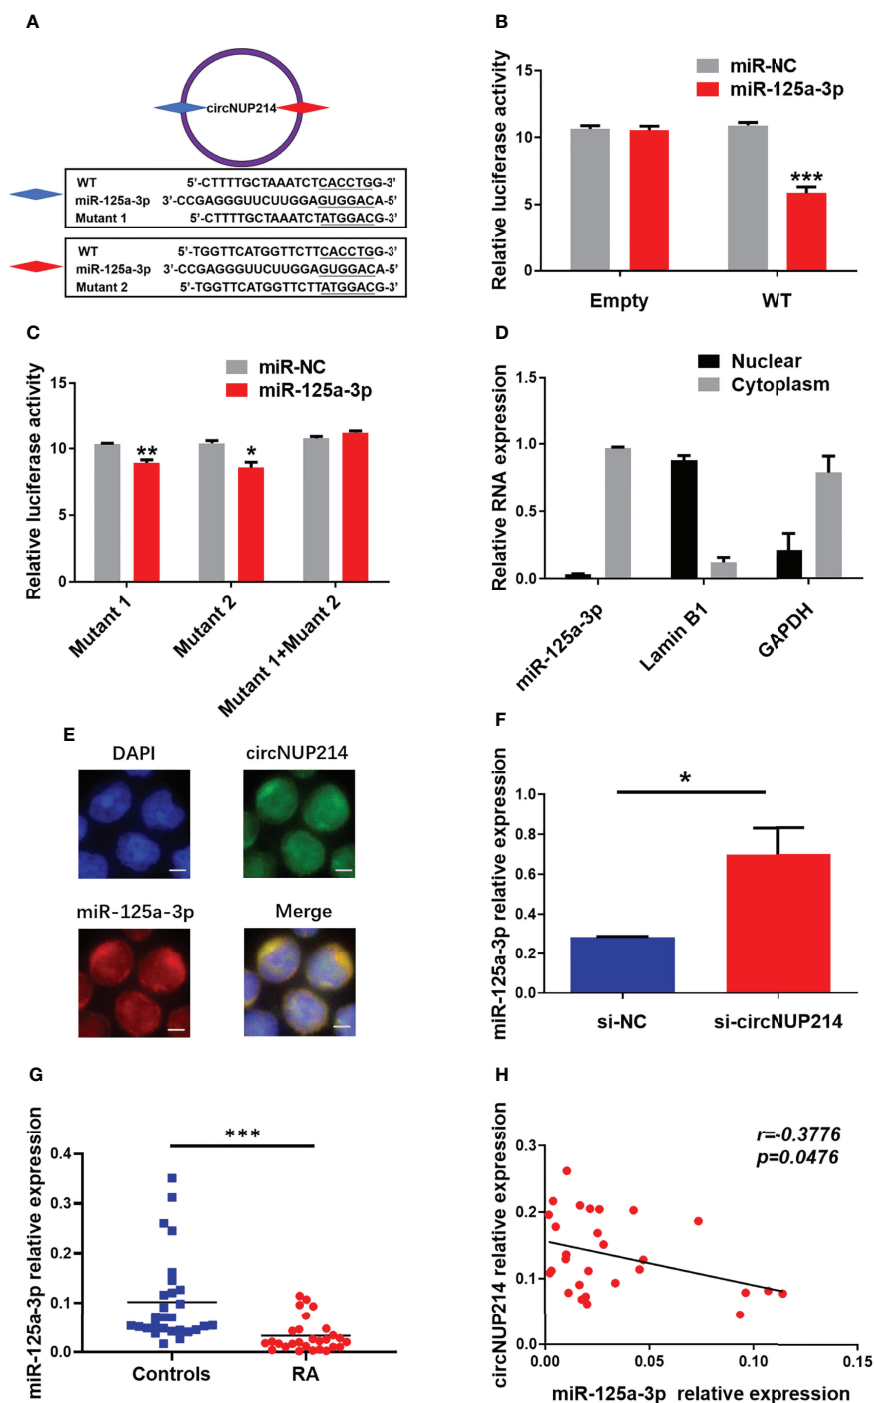 A
circNUP214
WT 5'-CTTTTGCTAAATCTCACCTGG-3'
miR-125a-3p 3'-CCGAGGGUUCUUGGAGUGGACA-5'
Mutant 1 5'-CTTTTGCTAAATCTATGGACG-3'
WT 5'-TGGTTCATGGTTCTTCACCTGG-3'
miR-125a-3p 3'-CCGAGGGUUCUUGGAGUGGACA-5'
Mutant 2 5'-TGGTTCATGGTTCTTATGGACG-3'
B
miR-NC
miR-125a-3p
Relative luciferase activity
15
10
5
0
***
Empty
WT
C
miR-NC
miR-125a-3p
Relative luciferase activity
15
10
5
0
**
*
Mutant 1
Mutant 2
Mutant 1+Muant 2
D
Nuclear
Cytoplasm
Relative RNA expression
1.5
1.0
0.5
0.0
miR-125a-3p
Lamin B1
GAPDH
E
DAPI
circNUP214
miR-125a-3p
Merge
F
miR-125a-3p relative expression
1.0
0.8
0.6
0.4
0.2
0.0
*
si-NC
si-circNUP214
G
miR-125a-3p relative expression
0.4
0.3
0.2
0.1
0.0
***
Controls
RA
H
circNUP214 relative expression
0.3
0.2
0.1
0.0
r=-0.3776
p=0.0476
0.00
0.05
0.10
0.15
miR-125a-3p relative expression